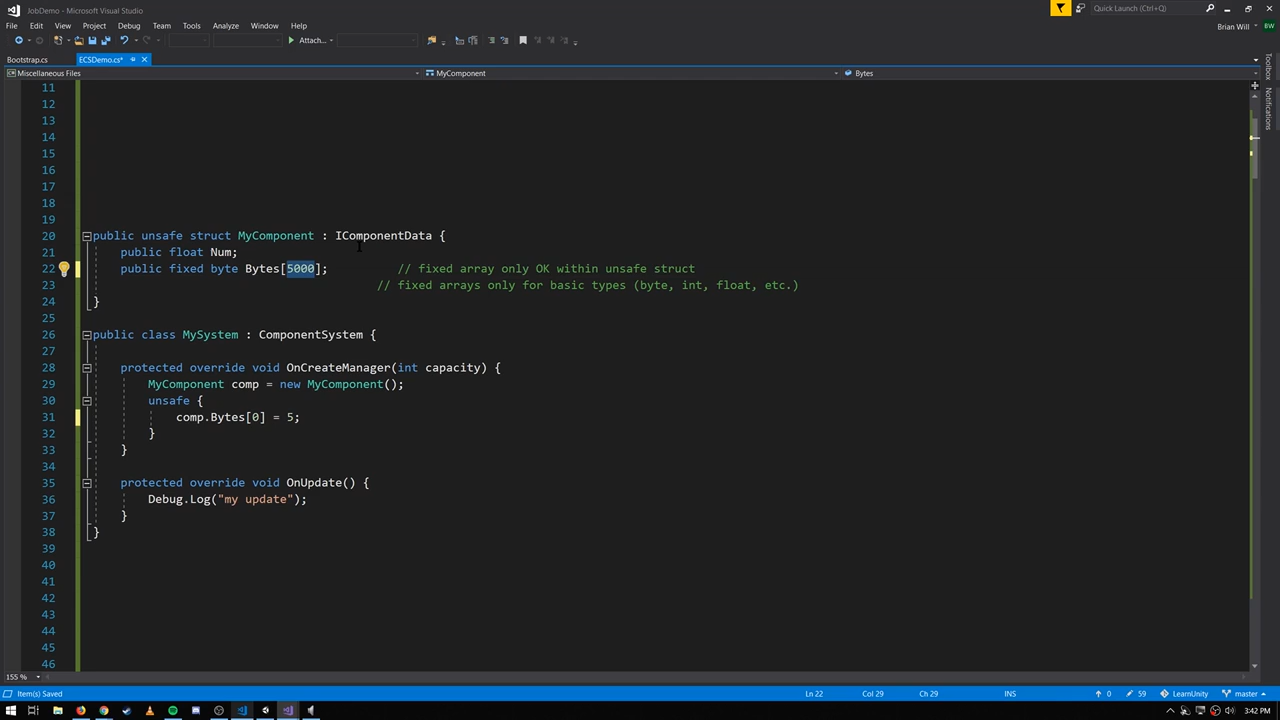 JobDemo - Microsoft Visual Studio
Quick Launch (Ctrl+Q)
File Edit View Project Debug Team Tools Analyze Window Help
Brian Will BW
Attach...
Bootstrap.cs ECSDemo.cs*
Miscellaneous Files MyComponent Bytes
Toolbox
Notifications
11
12
13
14
15
16
17
18
19
20 public unsafe struct MyComponent : IComponentData {
21 public float Num;
22 public fixed byte Bytes[5000]; // fixed array only OK within unsafe struct
23 // fixed arrays only for basic types (byte, int, float, etc.)
24 }
25
26 public class MySystem : ComponentSystem {
27
28 protected override void OnCreateManager(int capacity) {
29 MyComponent comp = new MyComponent();
30 unsafe {
31 comp.Bytes[0] = 5;
32 }
33 }
34
35 protected override void OnUpdate() {
36 Debug.Log("my update");
37 }
38 }
39
40
41
42
43
44
45
46
155 %
Item(s) Saved Ln 22 Col 29 Ch 29 INS 0 59 LearnUnity master
3:42 PM